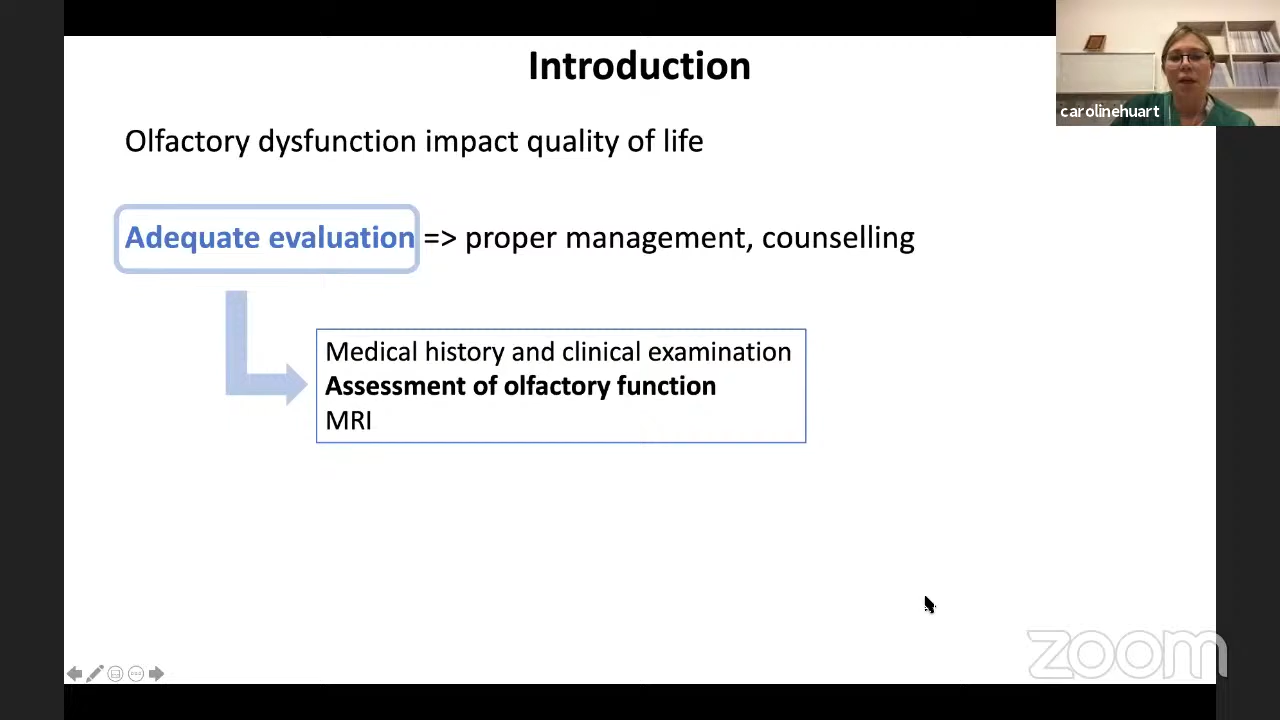 Introduction
carolinehuart
Olfactory dysfunction impact quality of life
Adequate evaluation => proper management, counselling
Medical history and clinical examination
Assessment of olfactory function
MRI
zoom